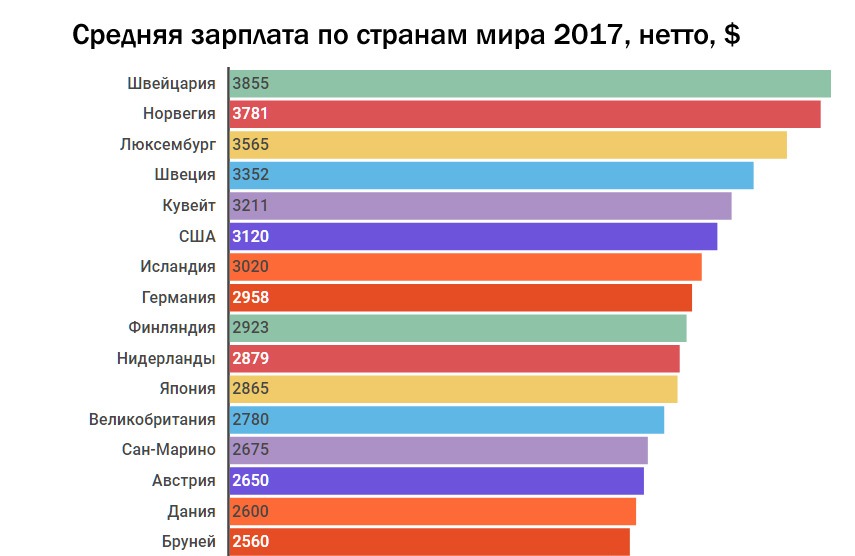 Средняя зарплата по странам мира 2017, нетто, $
Швейцария 3855
Норвегия 3781
Люксембург 3565
Швеция 3352
Кувейт 3211
США 3120
Исландия 3020
Германия 2958
Финляндия 2923
Нидерланды 2879
Япония 2865
Великобритания 2780
Сан-Марино 2675
Австрия 2650
Дания 2600
Бруней 2560